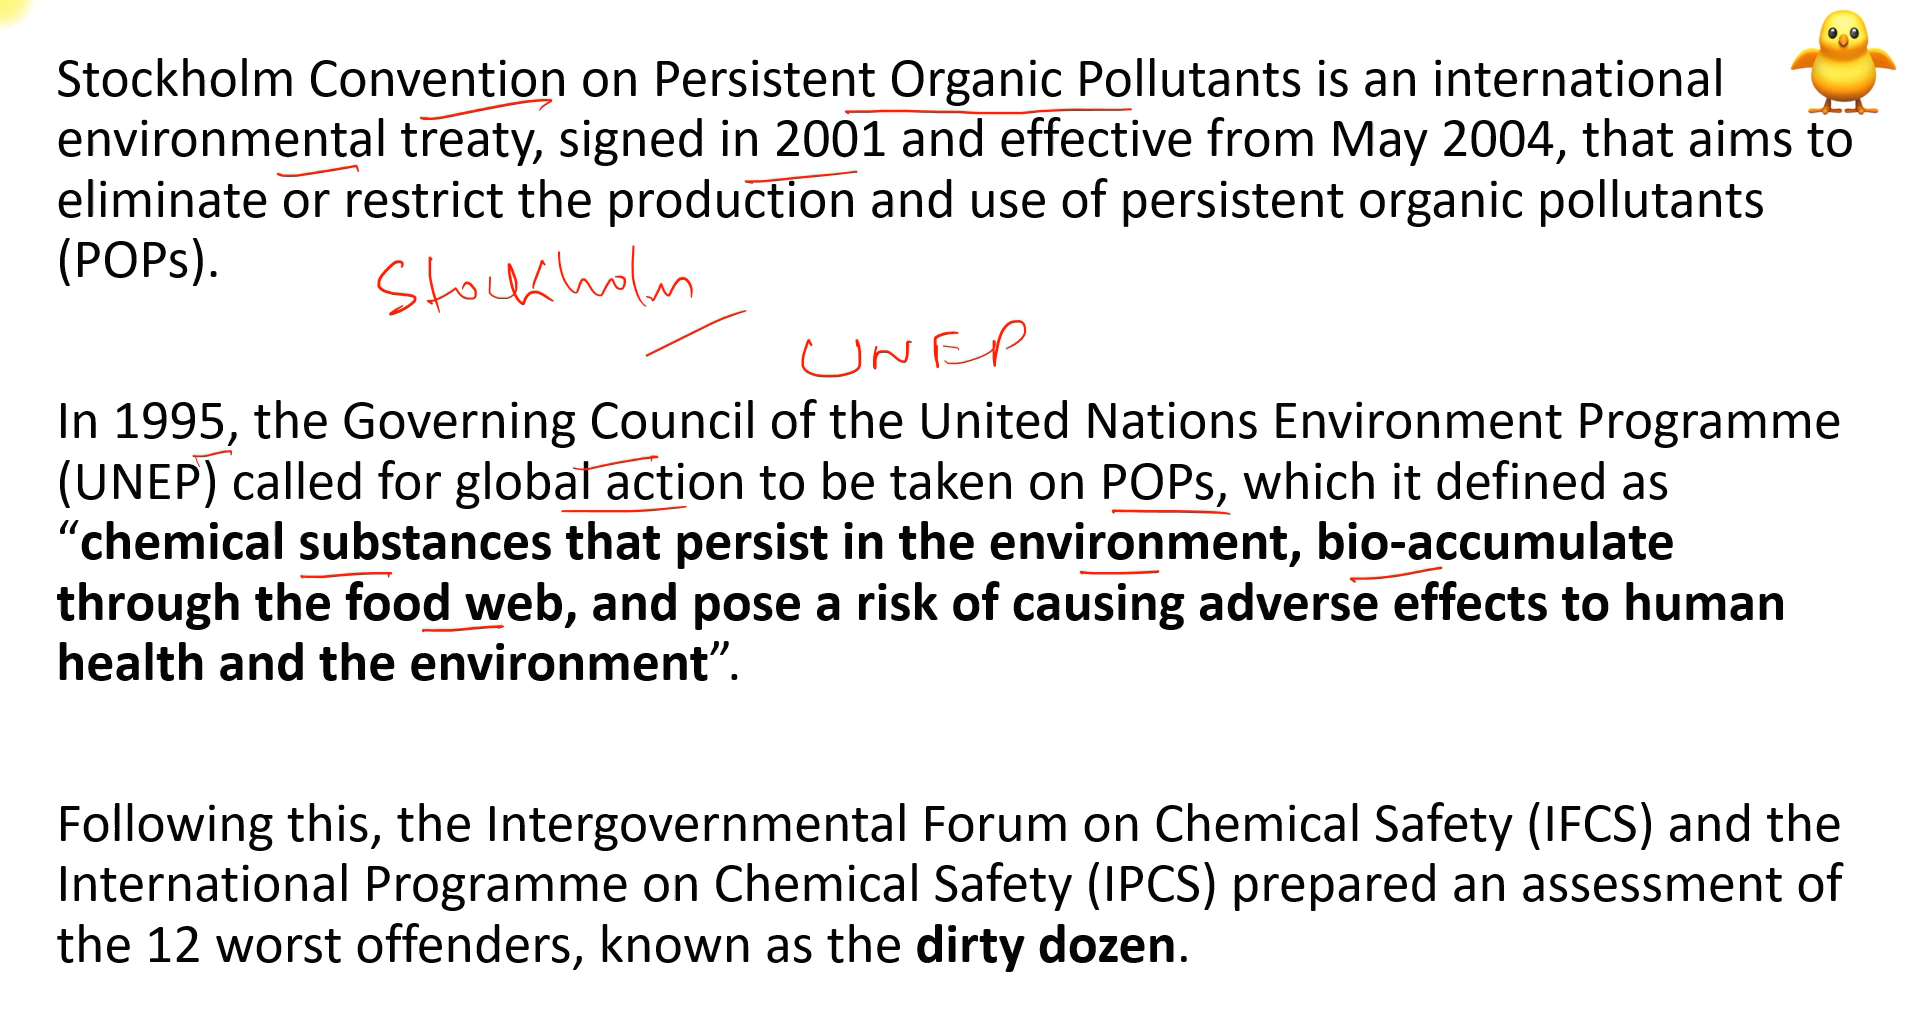 Stockholm Convention on Persistent Organic Pollutants is an international
environmental treaty, signed in 2001 and effective from May 2004, that aims to
eliminate or restrict the production and use of persistent organic pollutants
(POPs).
Stockholm
UNEP
In 1995, the Governing Council of the United Nations Environment Programme
(UNEP) called for global action to be taken on POPs, which it defined as
“chemical substances that persist in the environment, bio-accumulate
through the food web, and pose a risk of causing adverse effects to human
health and the environment”.
Following this, the Intergovernmental Forum on Chemical Safety (IFCS) and the
International Programme on Chemical Safety (IPCS) prepared an assessment of
the 12 worst offenders, known as the dirty dozen.